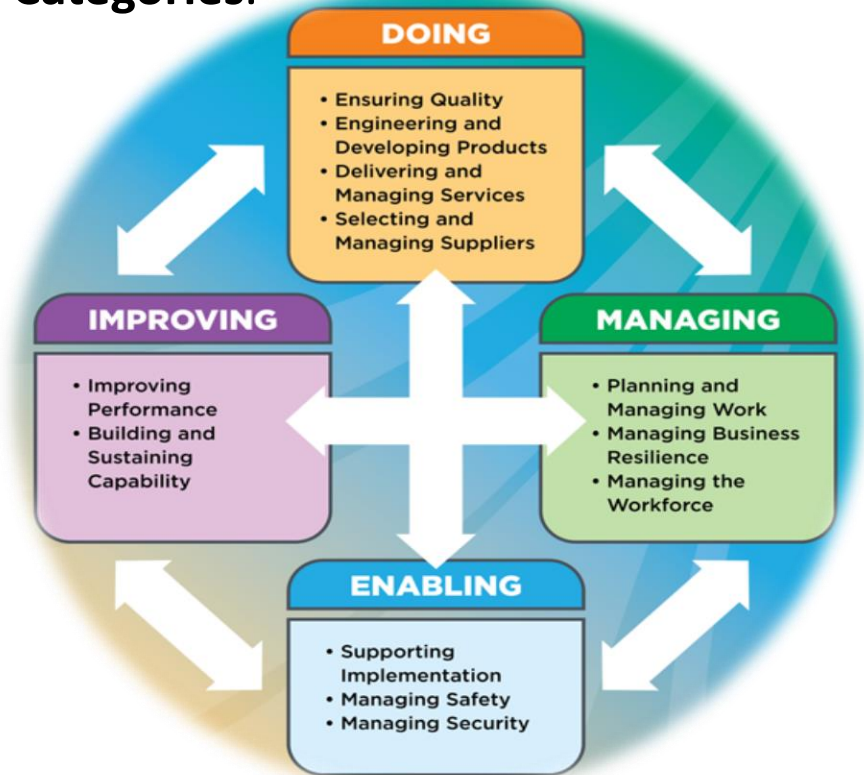 Categories:
DOING
• Ensuring Quality
• Engineering and
Developing Products
• Delivering and
Managing Services
• Selecting and
Managing Suppliers
IMPROVING
• Improving
Performance
• Building and
Sustaining
Capability
MANAGING
• Planning and
Managing Work
• Managing Business
Resilience
• Managing the
Workforce
ENABLING
• Supporting
Implementation
• Managing Safety
• Managing Security